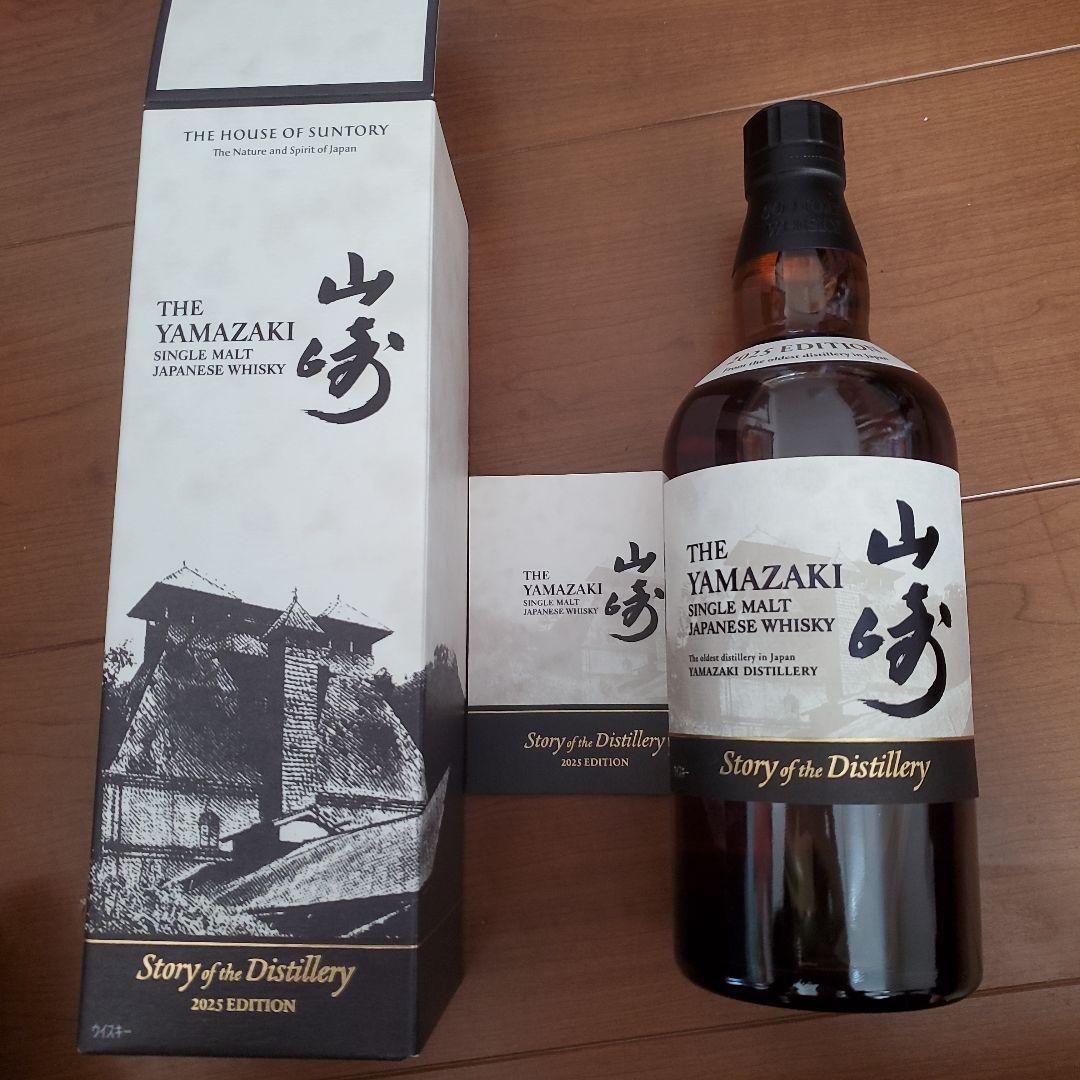 THE HOUSE OF SUNTORY
The Nature and Spirit of Japan
THE
YAMAZAKI
SINGLE MALT
JAPANESE WHISKY
山崎
Story of the Distillery
2025 EDITION
ウイスキー
THE
YAMAZAKI
SINGLE MALT
JAPANESE WHISKY
山崎
Story of the Distillery
2025 EDITION
2025 EDITION
From the oldest distillery in Japan
THE
YAMAZAKI
SINGLE MALT
JAPANESE WHISKY
山崎
The oldest distillery in Japan
YAMAZAKI DISTILLERY
Story of the Distillery